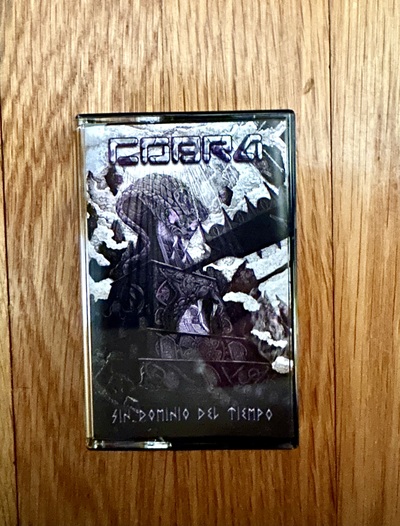 COBRA
SIN DOMINIO DEL TIEMPO